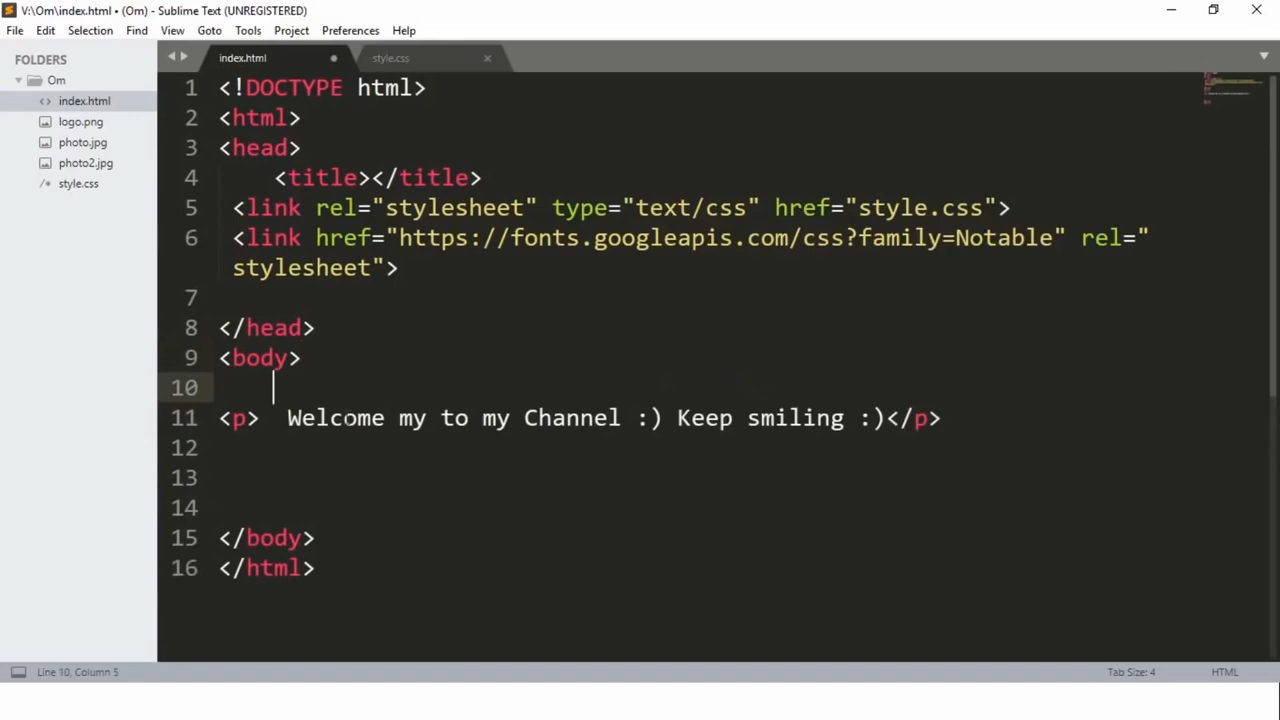 V:\Om\index.html • (Om) - Sublime Text (UNREGISTERED)
File Edit Selection Find View Goto Tools Project Preferences Help
FOLDERS
Om
index.html
logo.png
photo.jpg
photo2.jpg
style.css
index.html style.css
1 <!DOCTYPE html>
2 <html>
3 <head>
4 <title></title>
5 <link rel="stylesheet" type="text/css" href="style.css">
6 <link href="https://fonts.googleapis.com/css?family=Notable" rel="
stylesheet">
7
8 </head>
9 <body>
10
11 <p>  Welcome my to my Channel :) Keep smiling :)</p>
12
13
14
15 </body>
16 </html>
Line 10, Column 5 Tab Size: 4 HTML